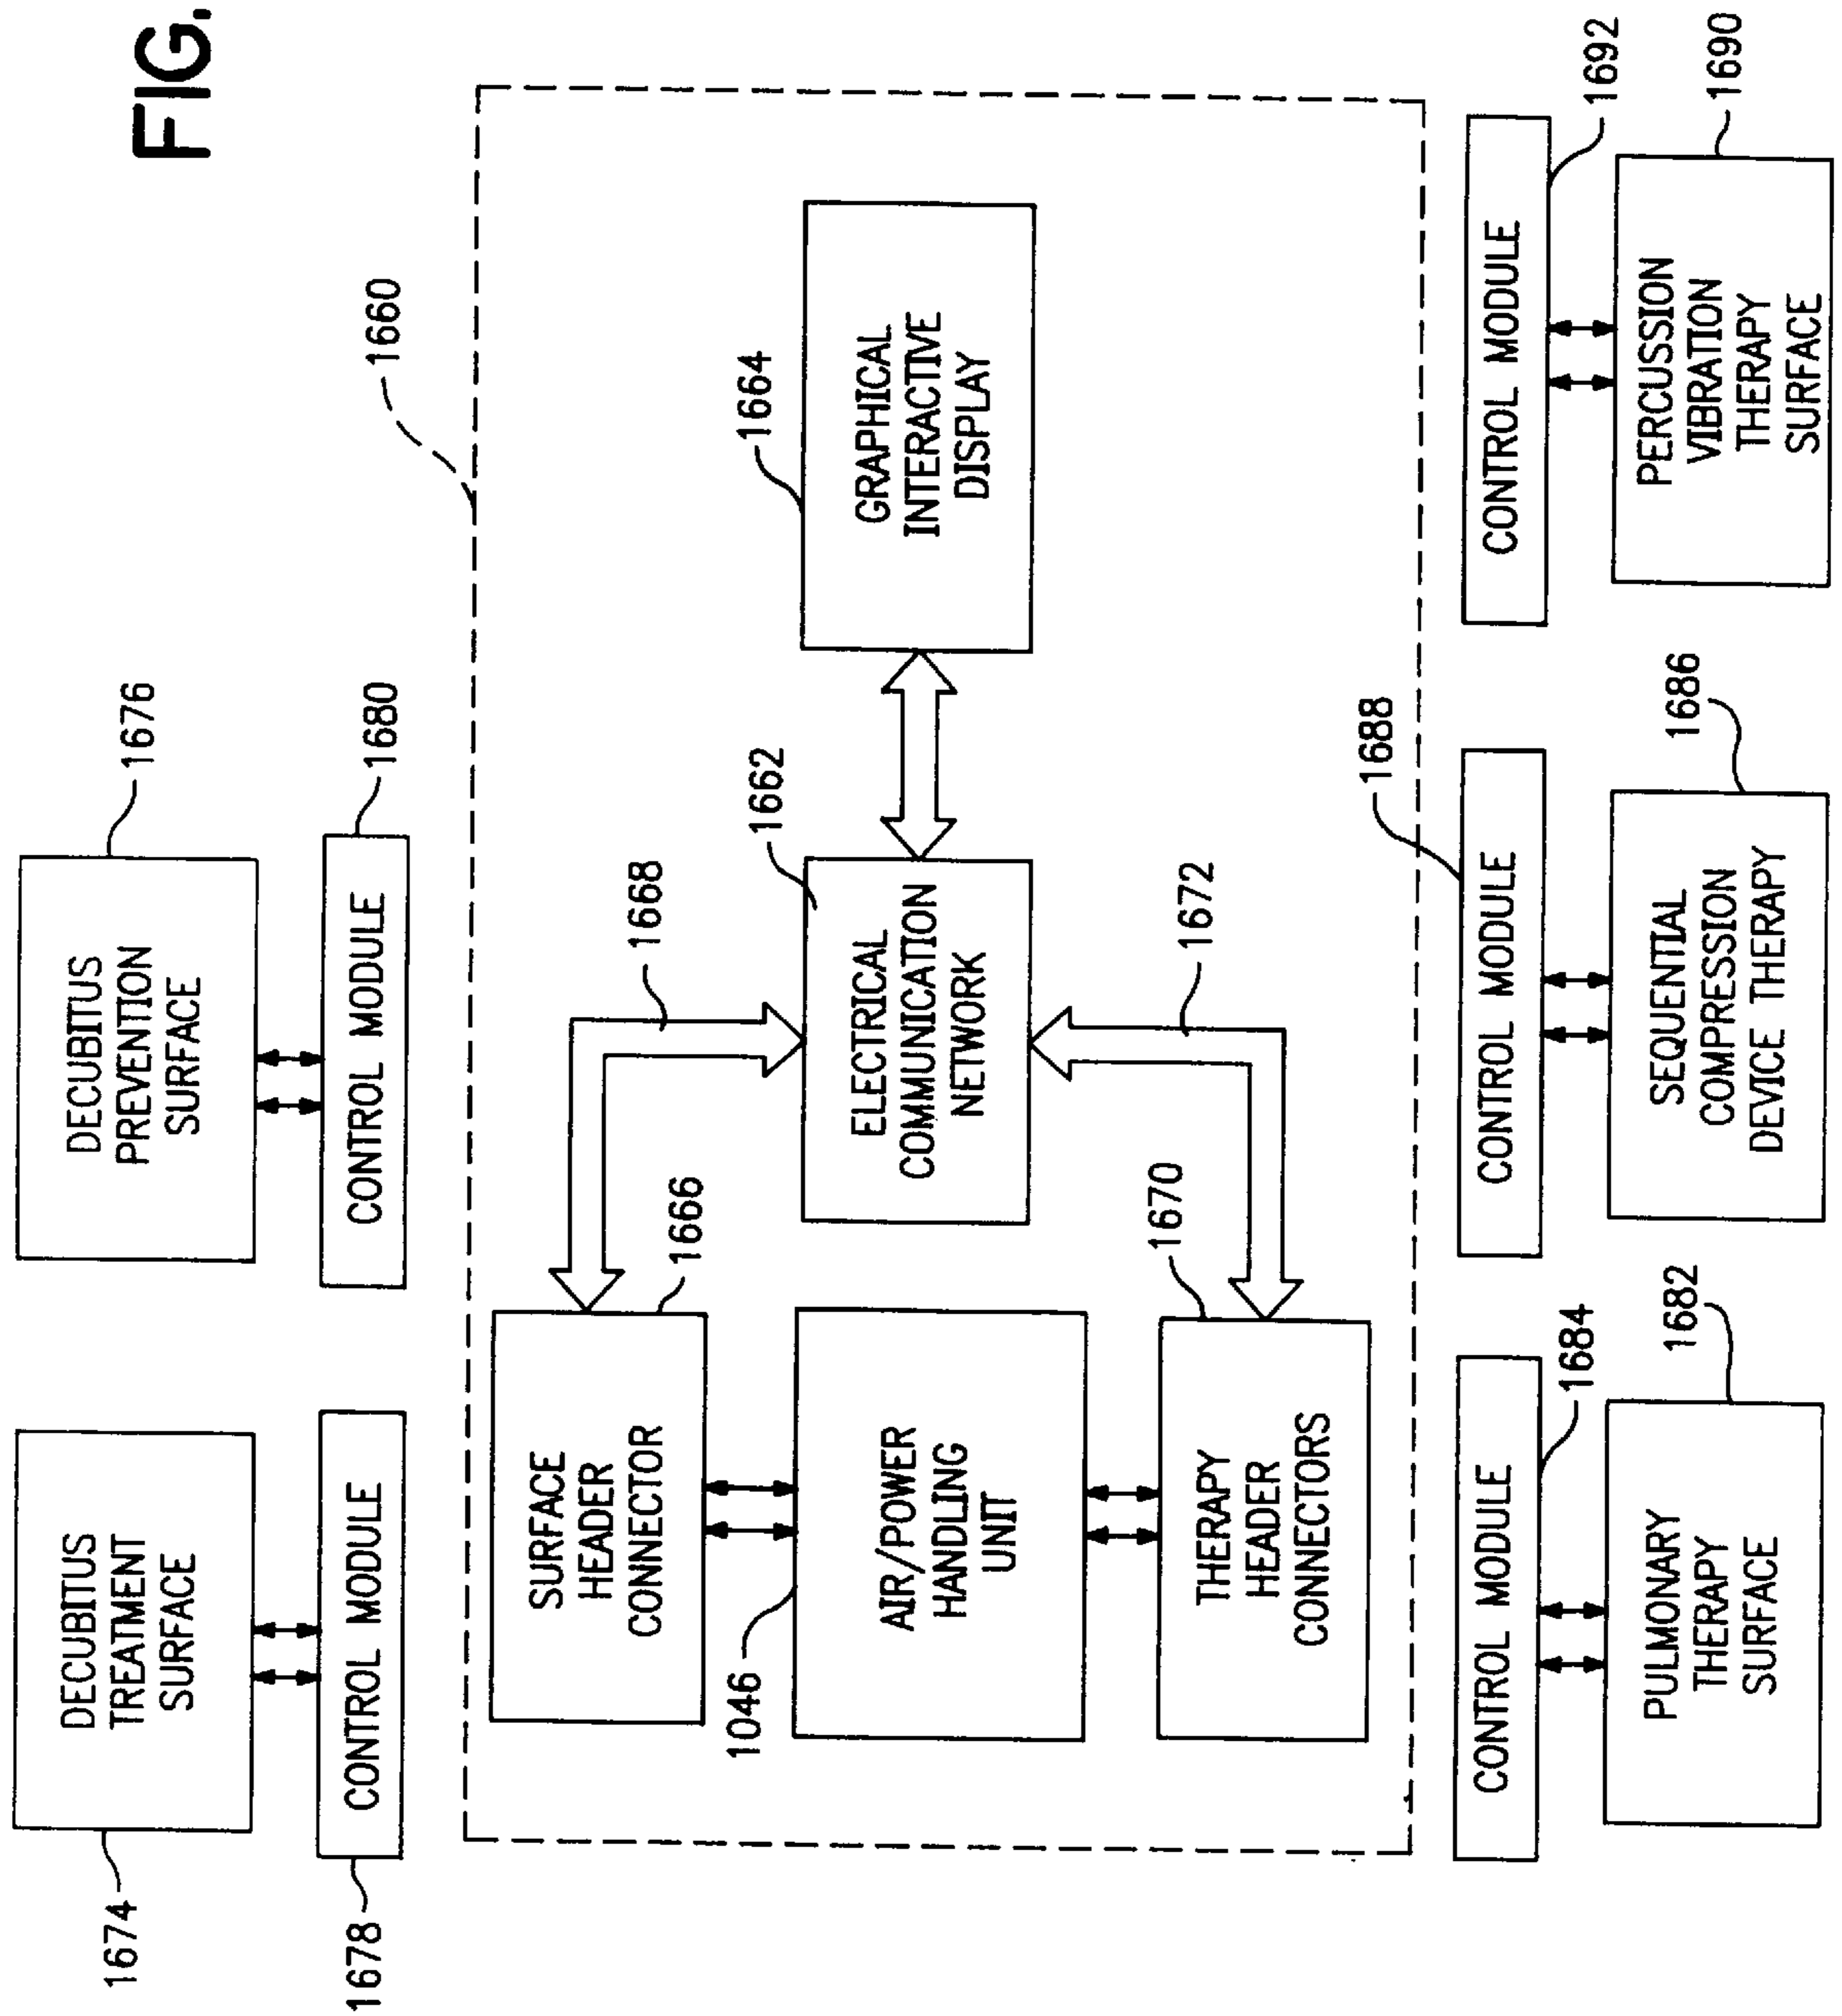 FIG.
1674
DECUBITUS
TREATMENT
SURFACE
1676
DECUBITUS
PREVENTION
SURFACE
1678
CONTROL MODULE
1680
CONTROL MODULE
1660
SURFACE
HEADER
CONNECTOR
1666
1668
1046
AIR/POWER
HANDLING
UNIT
1662
ELECTRICAL
COMMUNICATION
NETWORK
1664
GRAPHICAL
INTERACTIVE
DISPLAY
1670
THERAPY
HEADER
CONNECTORS
1672
CONTROL MODULE
1684
PULMONARY
THERAPY
SURFACE
1682
1688
CONTROL MODULE
SEQUENTIAL
COMPRESSION
DEVICE THERAPY
1686
CONTROL MODULE
1692
PERCUSSION
VIBRATION
THERAPY
SURFACE
1690